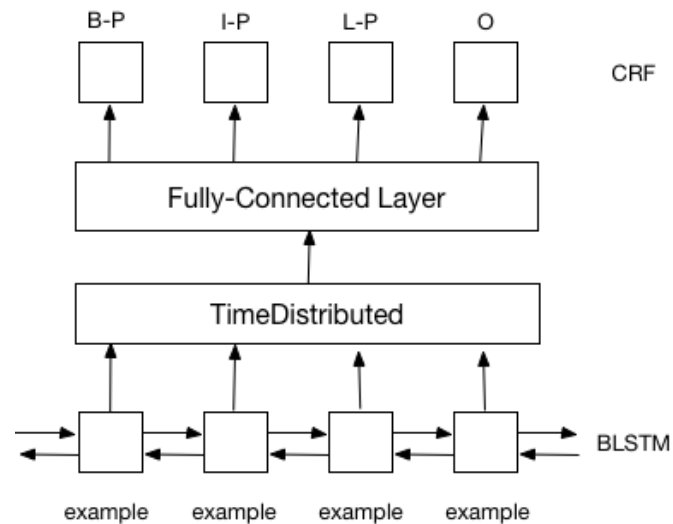 B-P I-P L-P O
CRF
Fully-Connected Layer
TimeDistributed
BLSTM
example example example example